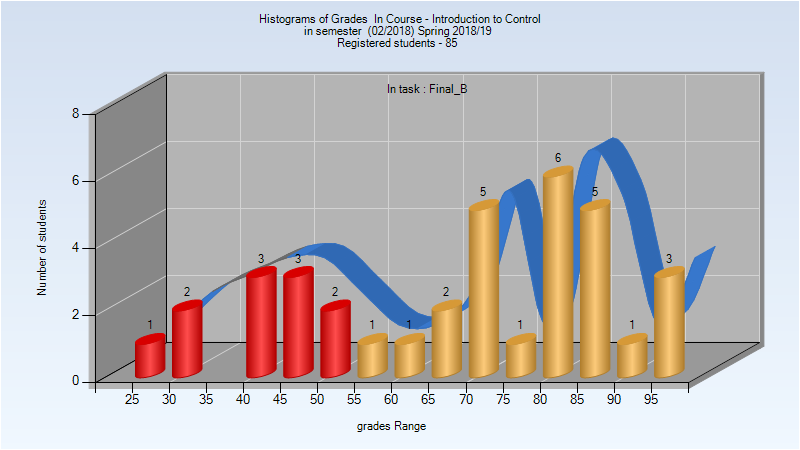 Histograms of Grades  In Course - Introduction to Control
in semester  (02/2018) Spring 2018/19
Registered students - 85
In task : Final_B
Number of students
8
6
4
2
0
1
2
3
3
2
1
1
2
5
1
6
5
1
3
25 30 35 40 45 50 55 60 65 70 75 80 85 90 95
grades Range